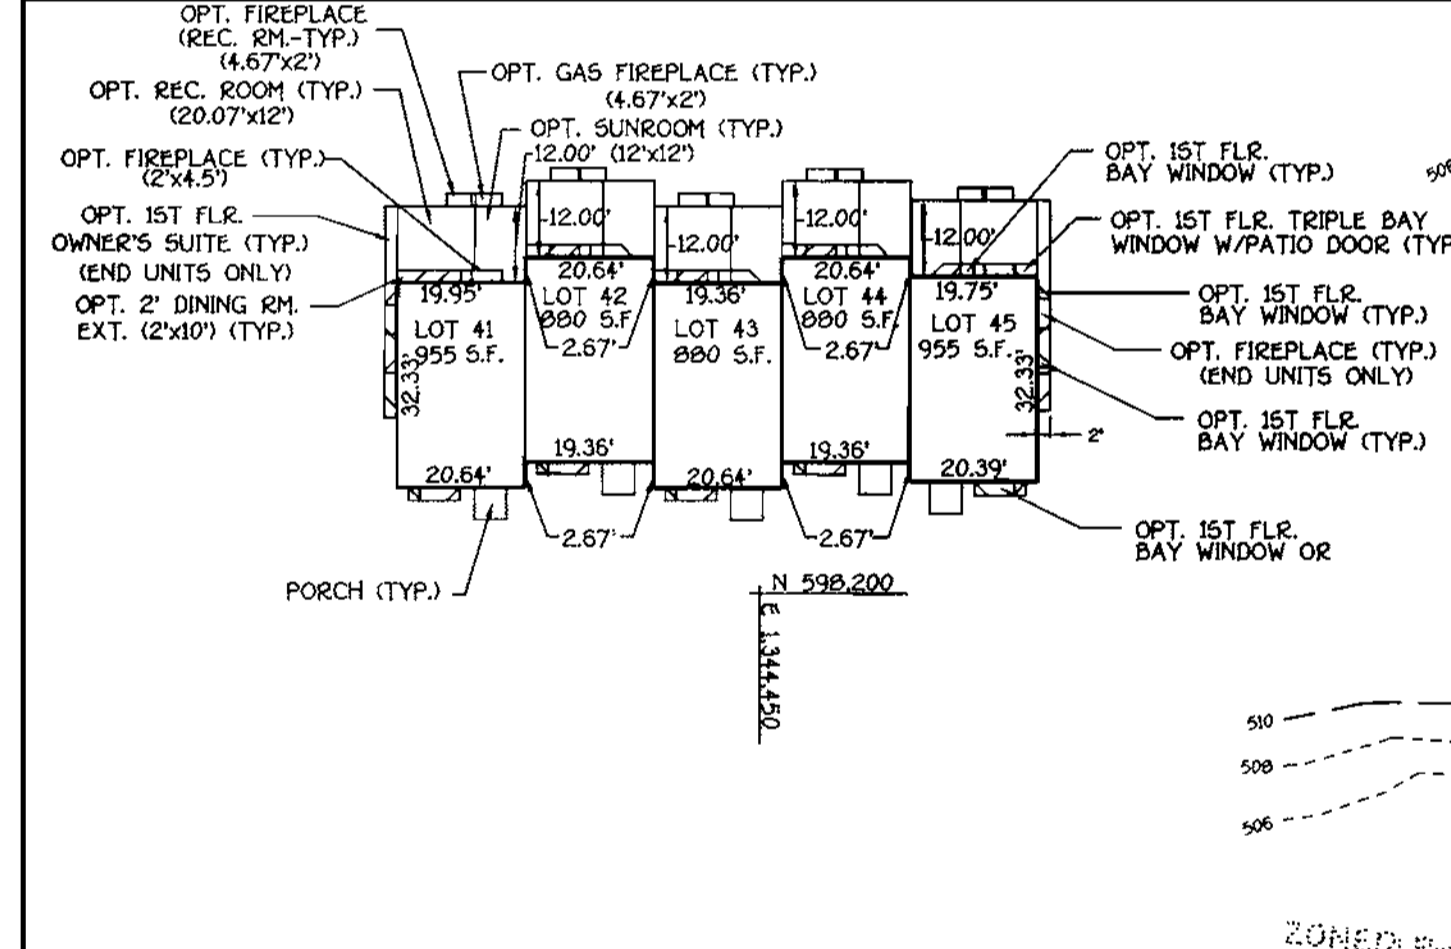 OPT. FIREPLACE
(REC. RM.-TYP.)
(4.67'x2')
OPT. REC. ROOM (TYP.)
(20.07'x12')
OPT. FIREPLACE (TYP.)
(2'x4.5')
OPT. 1ST FLR.
OWNER'S SUITE (TYP.)
(END UNITS ONLY)
OPT. 2' DINING RM.
EXT. (2'x10') (TYP.)
OPT. GAS FIREPLACE (TYP.)
(4.67'x2')
OPT. SUNROOM (TYP.)
12.00' (12'x12')
OPT. 1ST FLR.
BAY WINDOW (TYP.)
506
OPT. 1ST FLR. TRIPLE BAY
WINDOW W/PATIO DOOR (TYP
OPT. 1ST FLR.
BAY WINDOW (TYP.)
OPT. FIREPLACE (TYP.)
(END UNITS ONLY)
OPT. 1ST FLR.
BAY WINDOW (TYP.)
2'
OPT. 1ST FLR.
BAY WINDOW OR
12.00'
12.00'
12.00'
12.00'
19.95'
LOT 41
955 S.F.
32.33'
20.64'
20.64'
LOT 42
880 S.F.
2.67'
19.36'
2.67'
19.36'
LOT 43
880 S.F.
20.64'
20.64'
LOT 44
880 S.F.
2.67'
19.36'
2.67'
19.75'
LOT 45
955 S.F.
32.33'
20.39'
PORCH (TYP.)
N 598,200
E 1,344,450
510
508
506
ZONED: